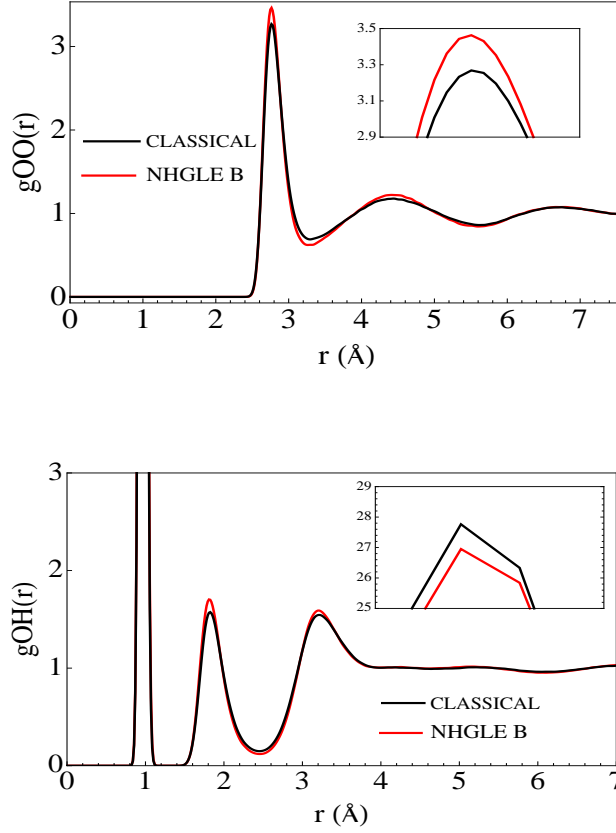 3.5
3.3
3.1
2.9
3
2
1
0
gOO(r)
CLASSICAL
NHGLE B
0 1 2 3 4 5 6 7
r (Å)
29
28
27
26
25
3
2
1
0
gOH(r)
CLASSICAL
NHGLE B
0 1 2 3 4 5 6 7
r (Å)